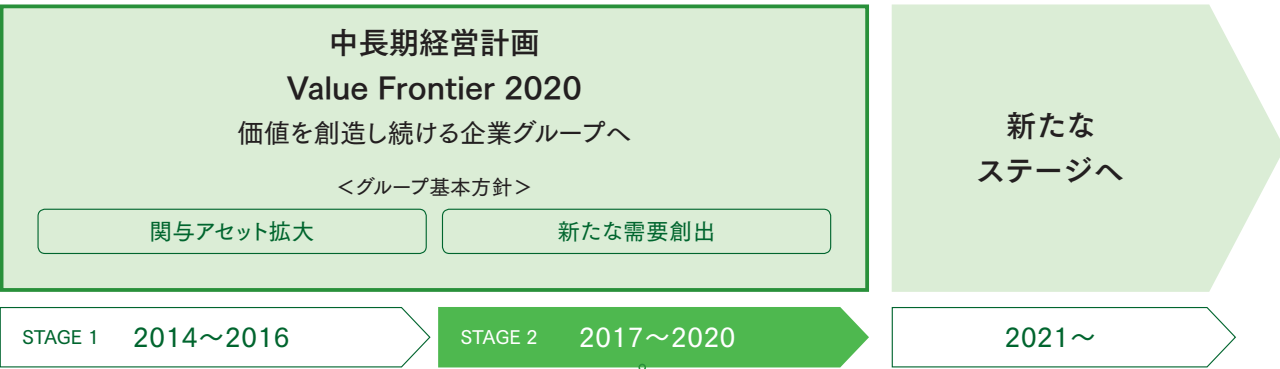 中長期経営計画
Value Frontier 2020
価値を創造し続ける企業グループへ
＜グループ基本方針＞
関与アセット拡大
新たな需要創出
新たな
ステージへ
STAGE 1 2014〜2016
STAGE 2 2017〜2020
2021〜